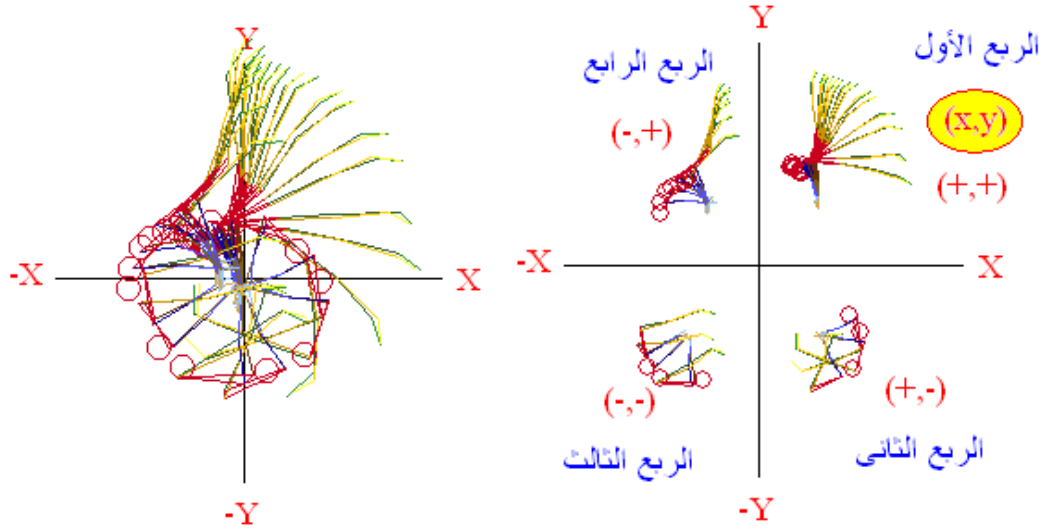 Y
-X
X
-Y
Y
الربع الرابع
الربع الأول
(-,+)
(x,y)
(+,+)
-X
X
(-,-)
(+,-)
الربع الثالث
الربع الثانى
-Y